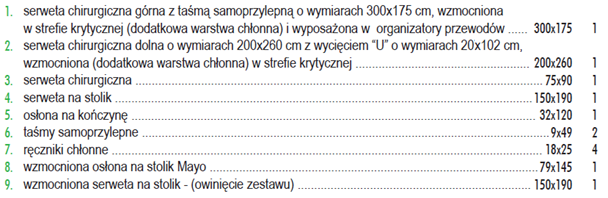 1. serweta chirurgiczna górna z taśmą samoprzylepną o wymiarach 300x175 cm, wzmocniona
w strefie krytycznej (dodatkowa warstwa chłonna) i wyposażona w organizatory przewodów ...... 300x175 1
2. serweta chirurgiczna dolna o wymiarach 200x260 cm z wycięciem "U" o wymiarach 20x102 cm,
wzmocniona (dodatkowa warstwa chłonna) w strefie krytycznej ...... 200x260 1
3. serweta chirurgiczna ...... 75x90 1
4. serweta na stolik ...... 150x190 1
5. osłona na kończynę ...... 32x120 1
6. taśmy samoprzylepne ...... 9x49 2
7. ręczniki chłonne ...... 18x25 4
8. wzmocniona osłona na stolik Mayo ...... 79x145 1
9. wzmocniona serweta na stolik - (owinięcie zestawu) ...... 150x190 1